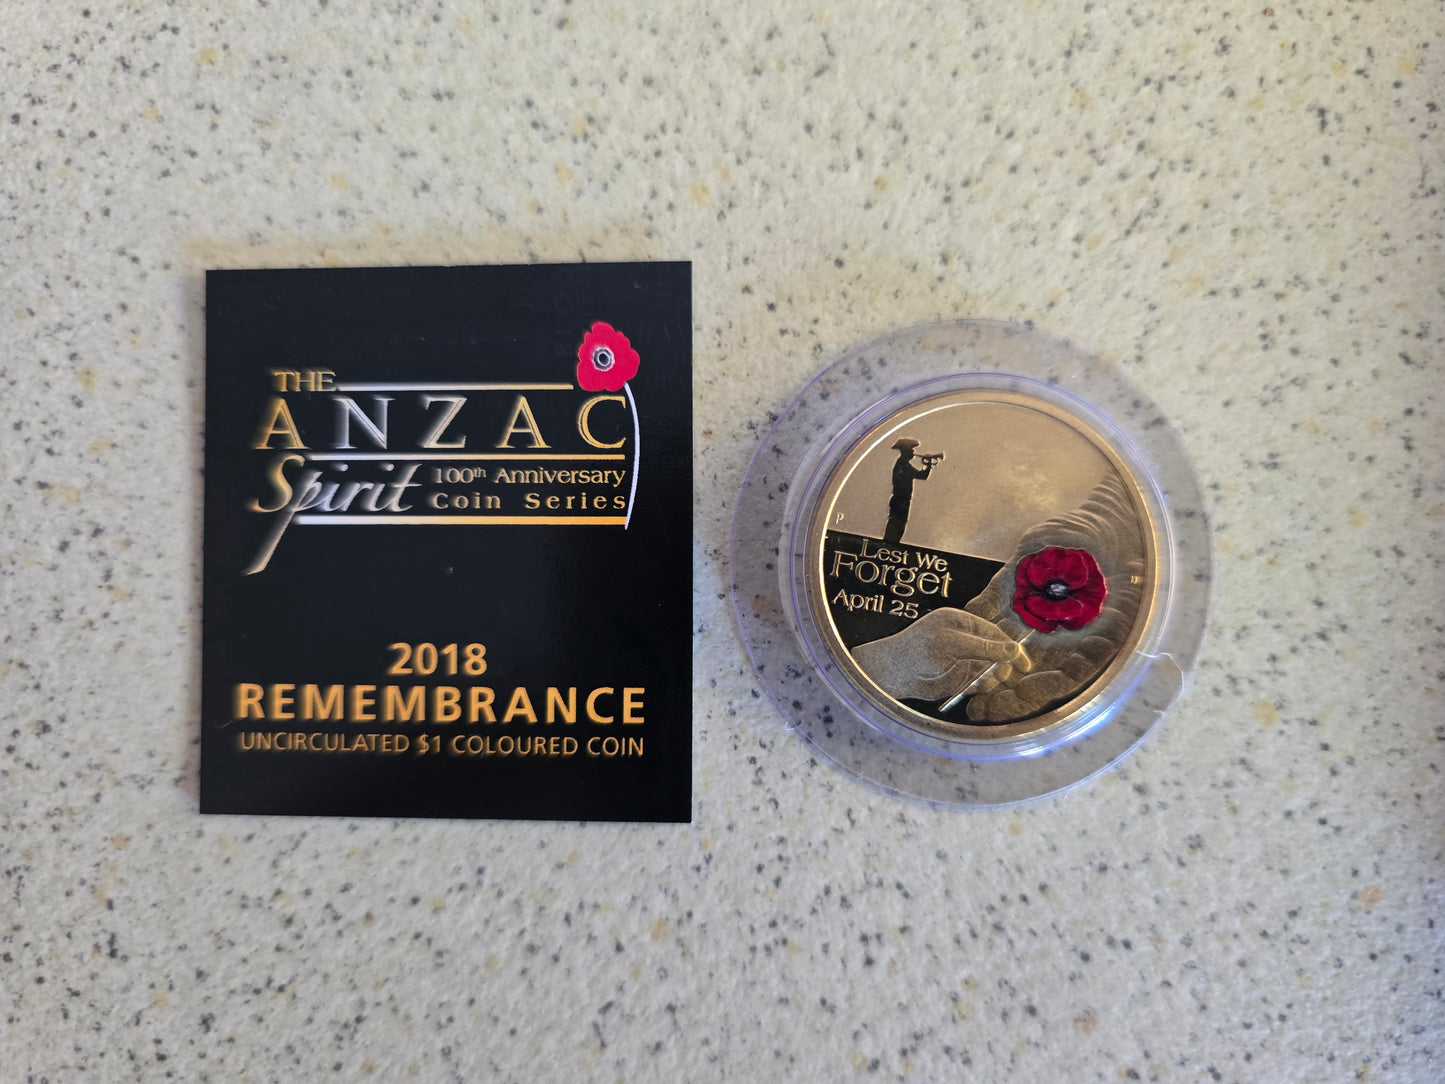 THE
ANZAC
Spirit 100th Anniversary
Coin Series
2018
REMEMBRANCE
UNCIRCULATED $1 COLOURED COIN
P
Lest We
Forget
April 25